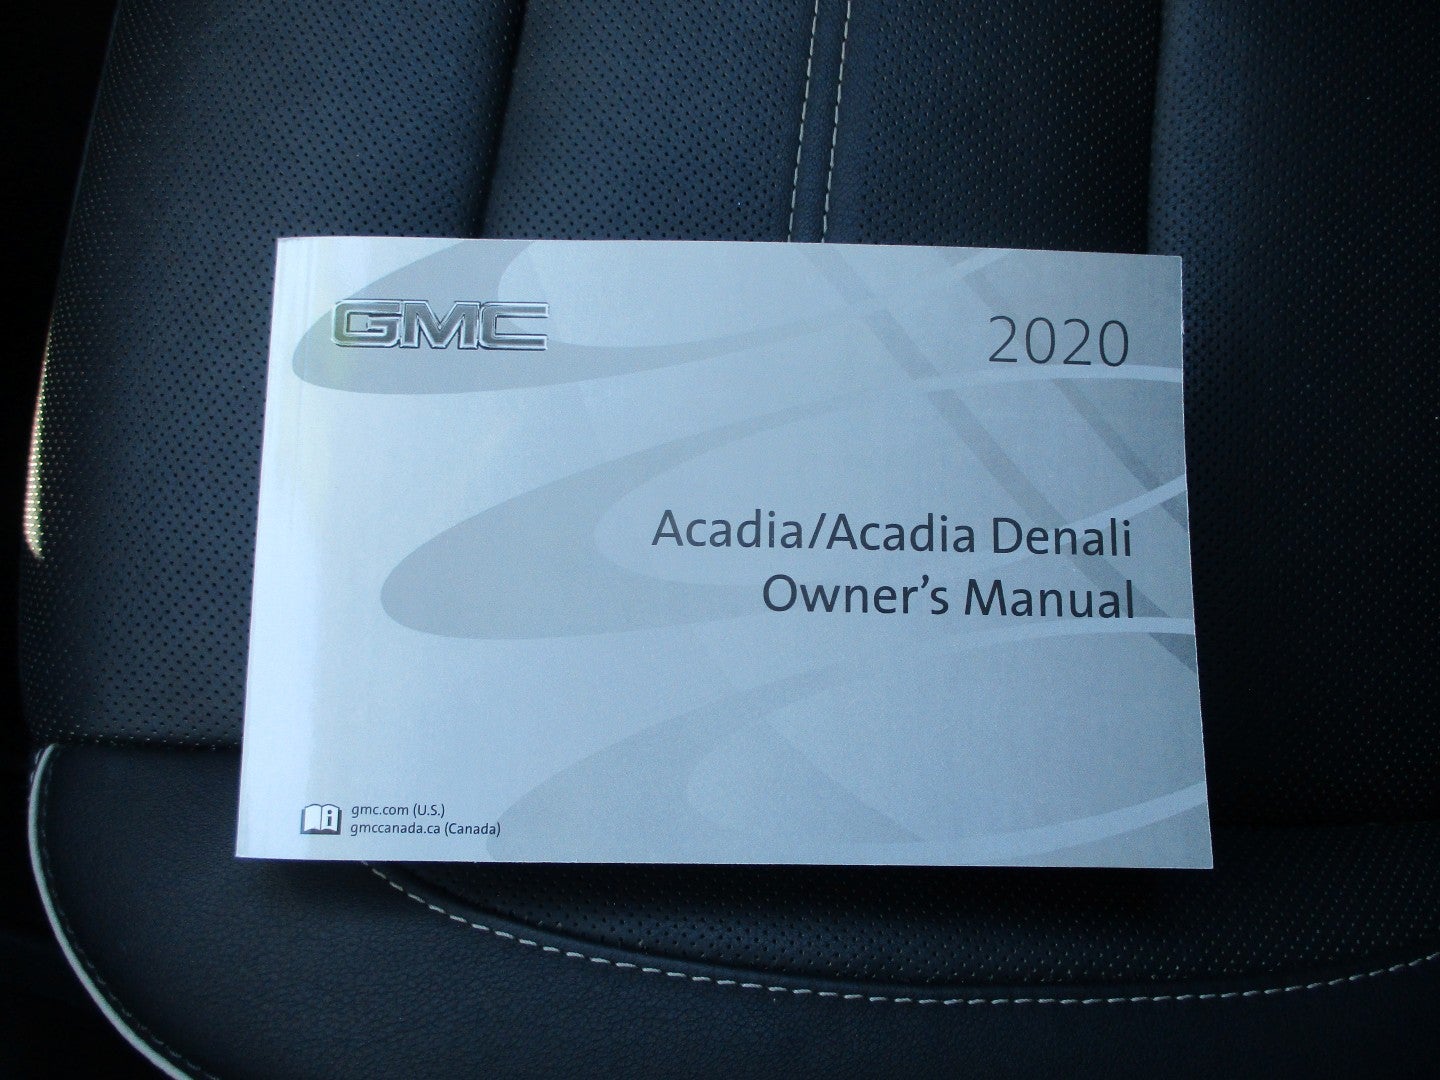 GMC
2020
Acadia/Acadia Denali
Owner's Manual
i
gmc.com (U.S.)
gmccanada.ca (Canada)